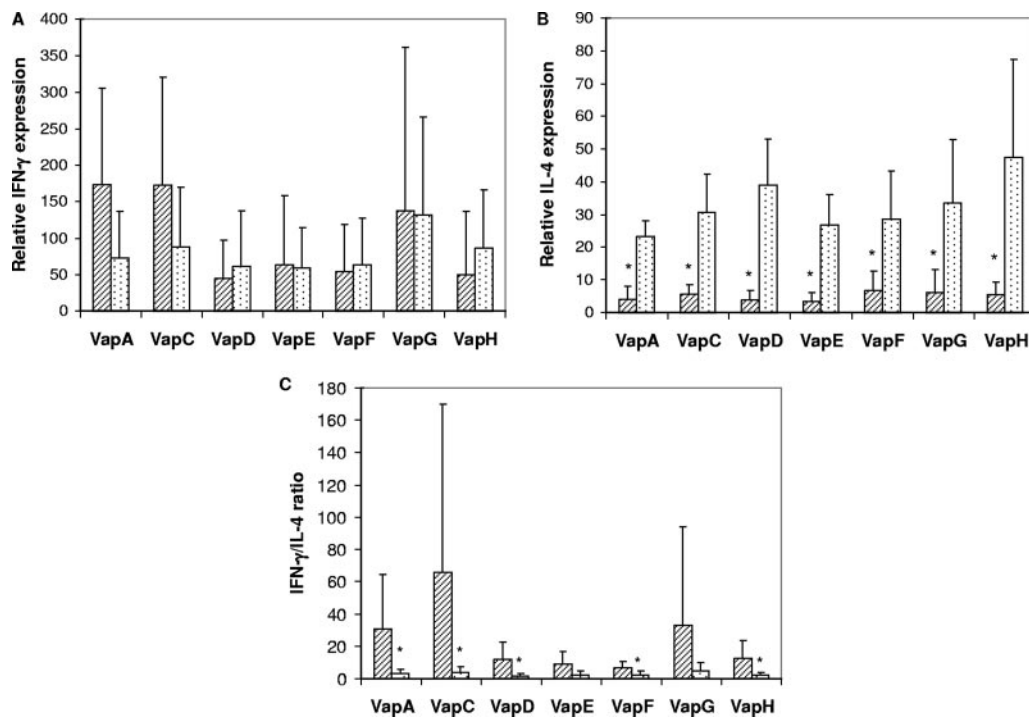 A
Relative IFN-γ expression
400
350
300
250
200
150
100
50
0
VapA VapC VapD VapE VapF VapG VapH
B
Relative IL-4 expression
90
80
70
60
50
40
30
20
10
0
* * * * * * *
VapA VapC VapD VapE VapF VapG VapH
C
IFN-γ/IL-4 ratio
180
160
140
120
100
80
60
40
20
0
* * * * *
VapA VapC VapD VapE VapF VapG VapH